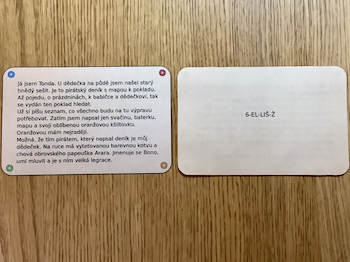 Já jsem Tonda. U dědečka na půdě jsem našel starý
hnědý sešit. Je to pirátský deník s mapou k pokladu.
Až pojedu, o prázdninách, k babičce a dědečkovi, tak
se vydám ten poklad hledat.
Už si píšu seznam, co všechno budu na tu výpravu
potřebovat. Zatím jsem napsal jen svačinu, baterku,
mapu a svoji oblíbenou oranžovou kšiltovku.
Oranžovou mám nejraději.
Možná, že tím pirátem, který napsal deník je můj
dědeček. Na ruce má vytetovanou barevnou kotvu a
chová obrovského papouška Arara. Jmenuje se Bono,
umí mluvit a je s ním velká legrace.
6-EL-LIŠ-Ž